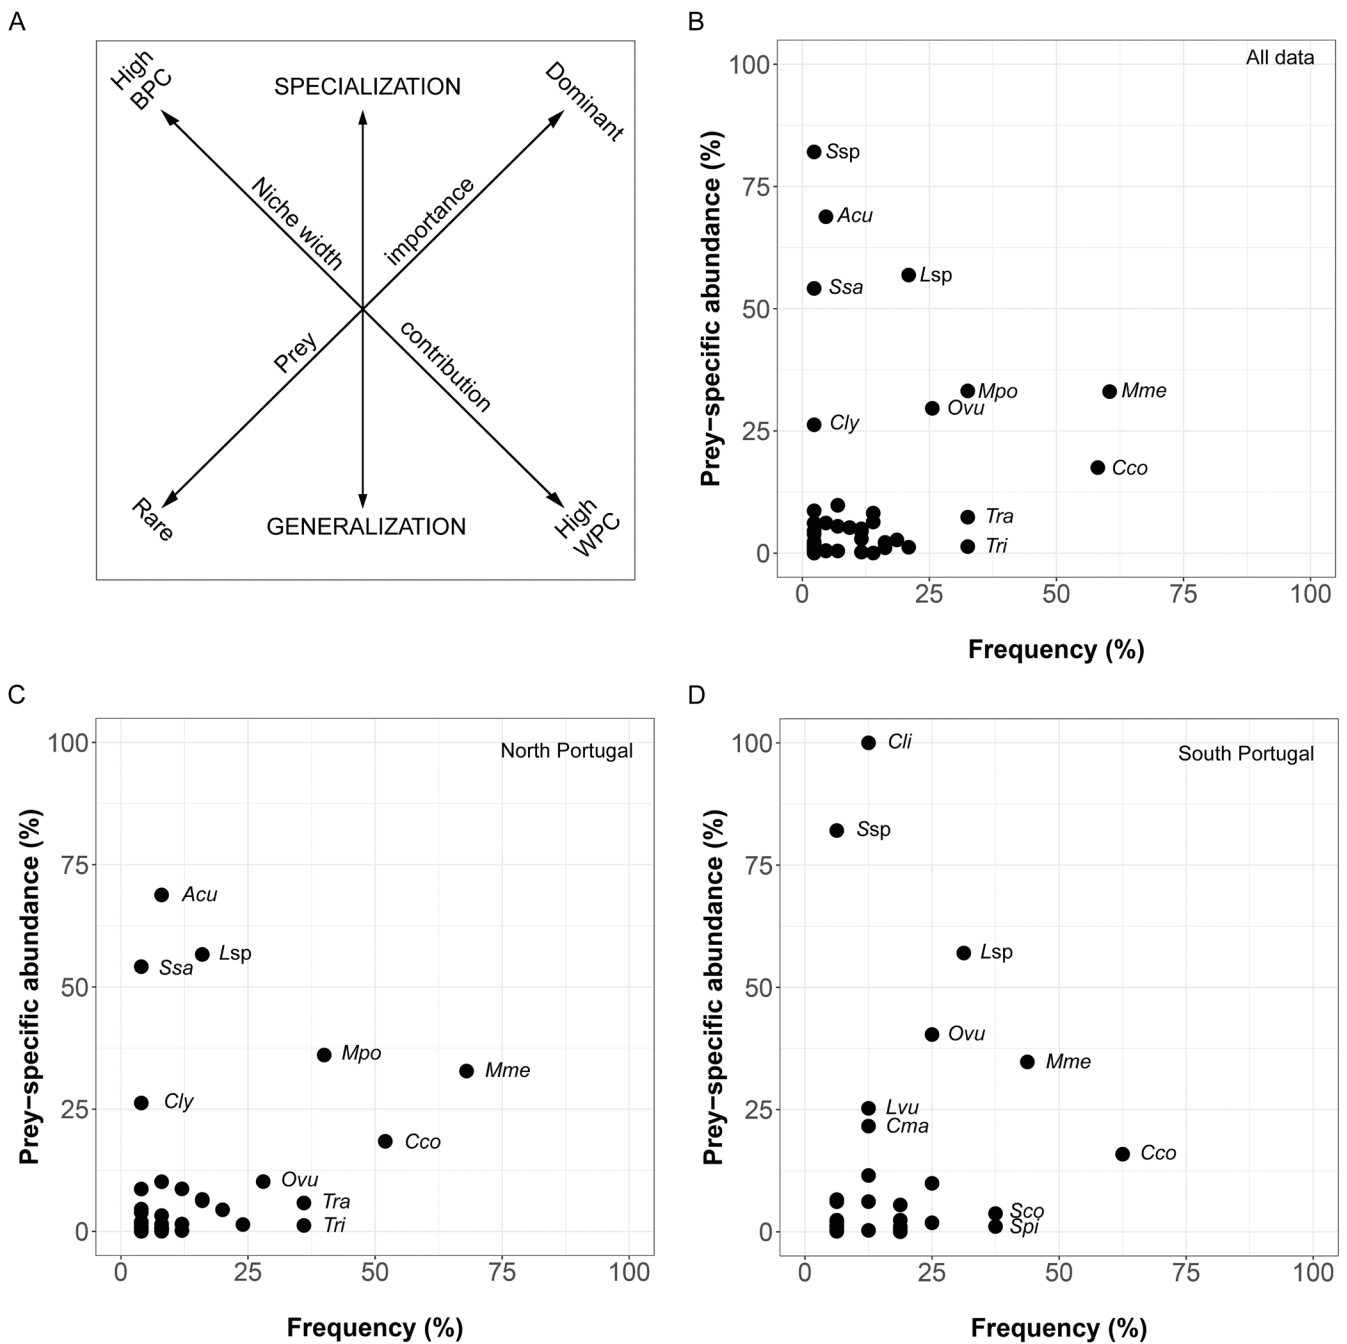 A
High
BPC
SPECIALIZATION
Dominant
Niche width
importance
Prey
contribution
Rare
GENERALIZATION
High
WPC
B
All data
Prey−specific abundance (%)
100
75
50
25
0
Ssp
Acu
Lsp
Ssa
Mpo
Mme
Ovu
Cly
Cco
Tra
Tri
0 25 50 75 100
Frequency (%)
C
North Portugal
Prey−specific abundance (%)
100
75
50
25
0
Acu
Lsp
Ssa
Mpo
Mme
Cly
Cco
Ovu
Tra
Tri
0 25 50 75 100
Frequency (%)
D
South Portugal
Prey−specific abundance (%)
100
75
50
25
0
Cli
Ssp
Lsp
Ovu
Mme
Lvu
Cma
Cco
Sco
Spi
0 25 50 75 100
Frequency (%)